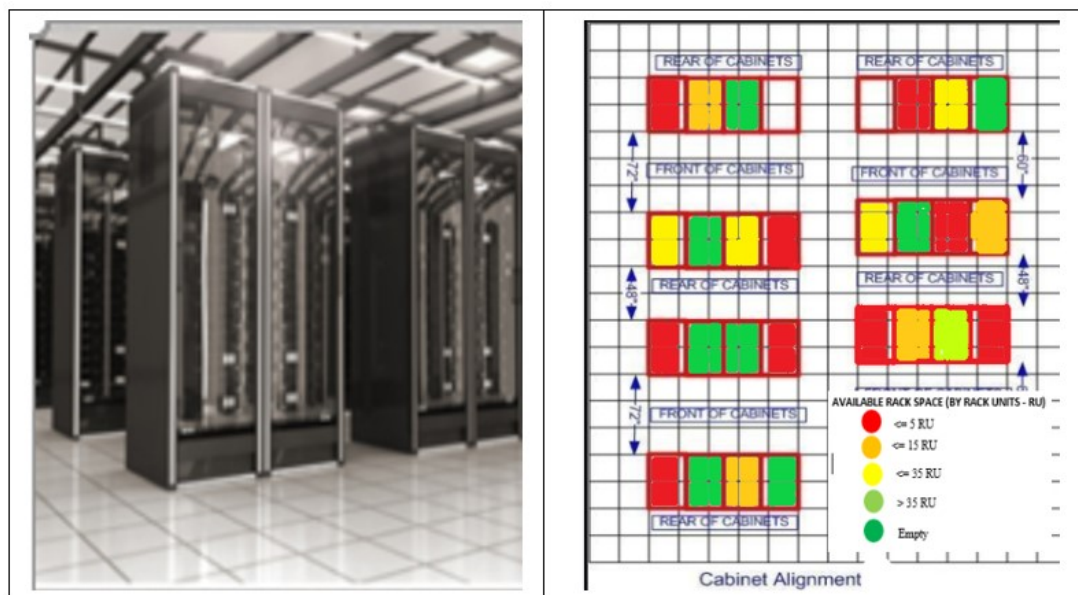 REAR OF CABINETS
REAR OF CABINETS
72"
60"
FRONT OF CABINETS
FRONT OF CABINETS
48"
REAR OF CABINETS
REAR OF CABINETS
48"
72"
FRONT OF CABINETS
REAR OF CABINETS
AVAILABLE RACK SPACE (BY RACK UNITS - RU)
<= 5 RU
<= 15 RU
<= 35 RU
> 35 RU
Empty
Cabinet Alignment